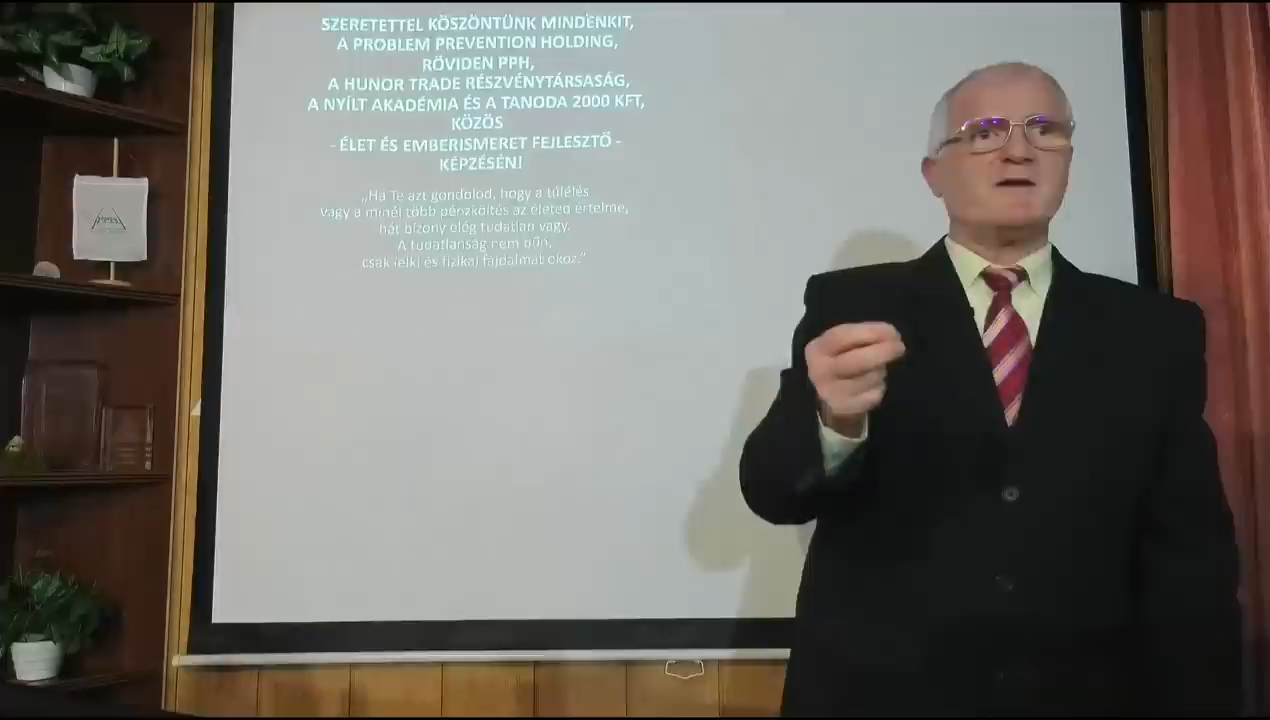 SZERETETTEL KÖSZÖNTÜNK MINDENKIT,
A PROBLEM PREVENTION HOLDING,
RÖVIDEN PPH,
A HUNOR TRADE RÉSZVÉNYTÁRSASÁG,
A NYÍLT AKADÉMIA ÉS A TANODA 2000 KFT,
KÖZÖS
- ÉLET ÉS EMBERISMERET FEJLESZTŐ -
KÉPZÉSÉN!
„Ha Te azt gondolod, hogy a túlélés
vagy a minél több pénzköltés az életed értelme,
hát bizony elég tudatlan vagy.
A tudatlanság nem bűn,
csak lelki és fizikai fájdalmat okoz."